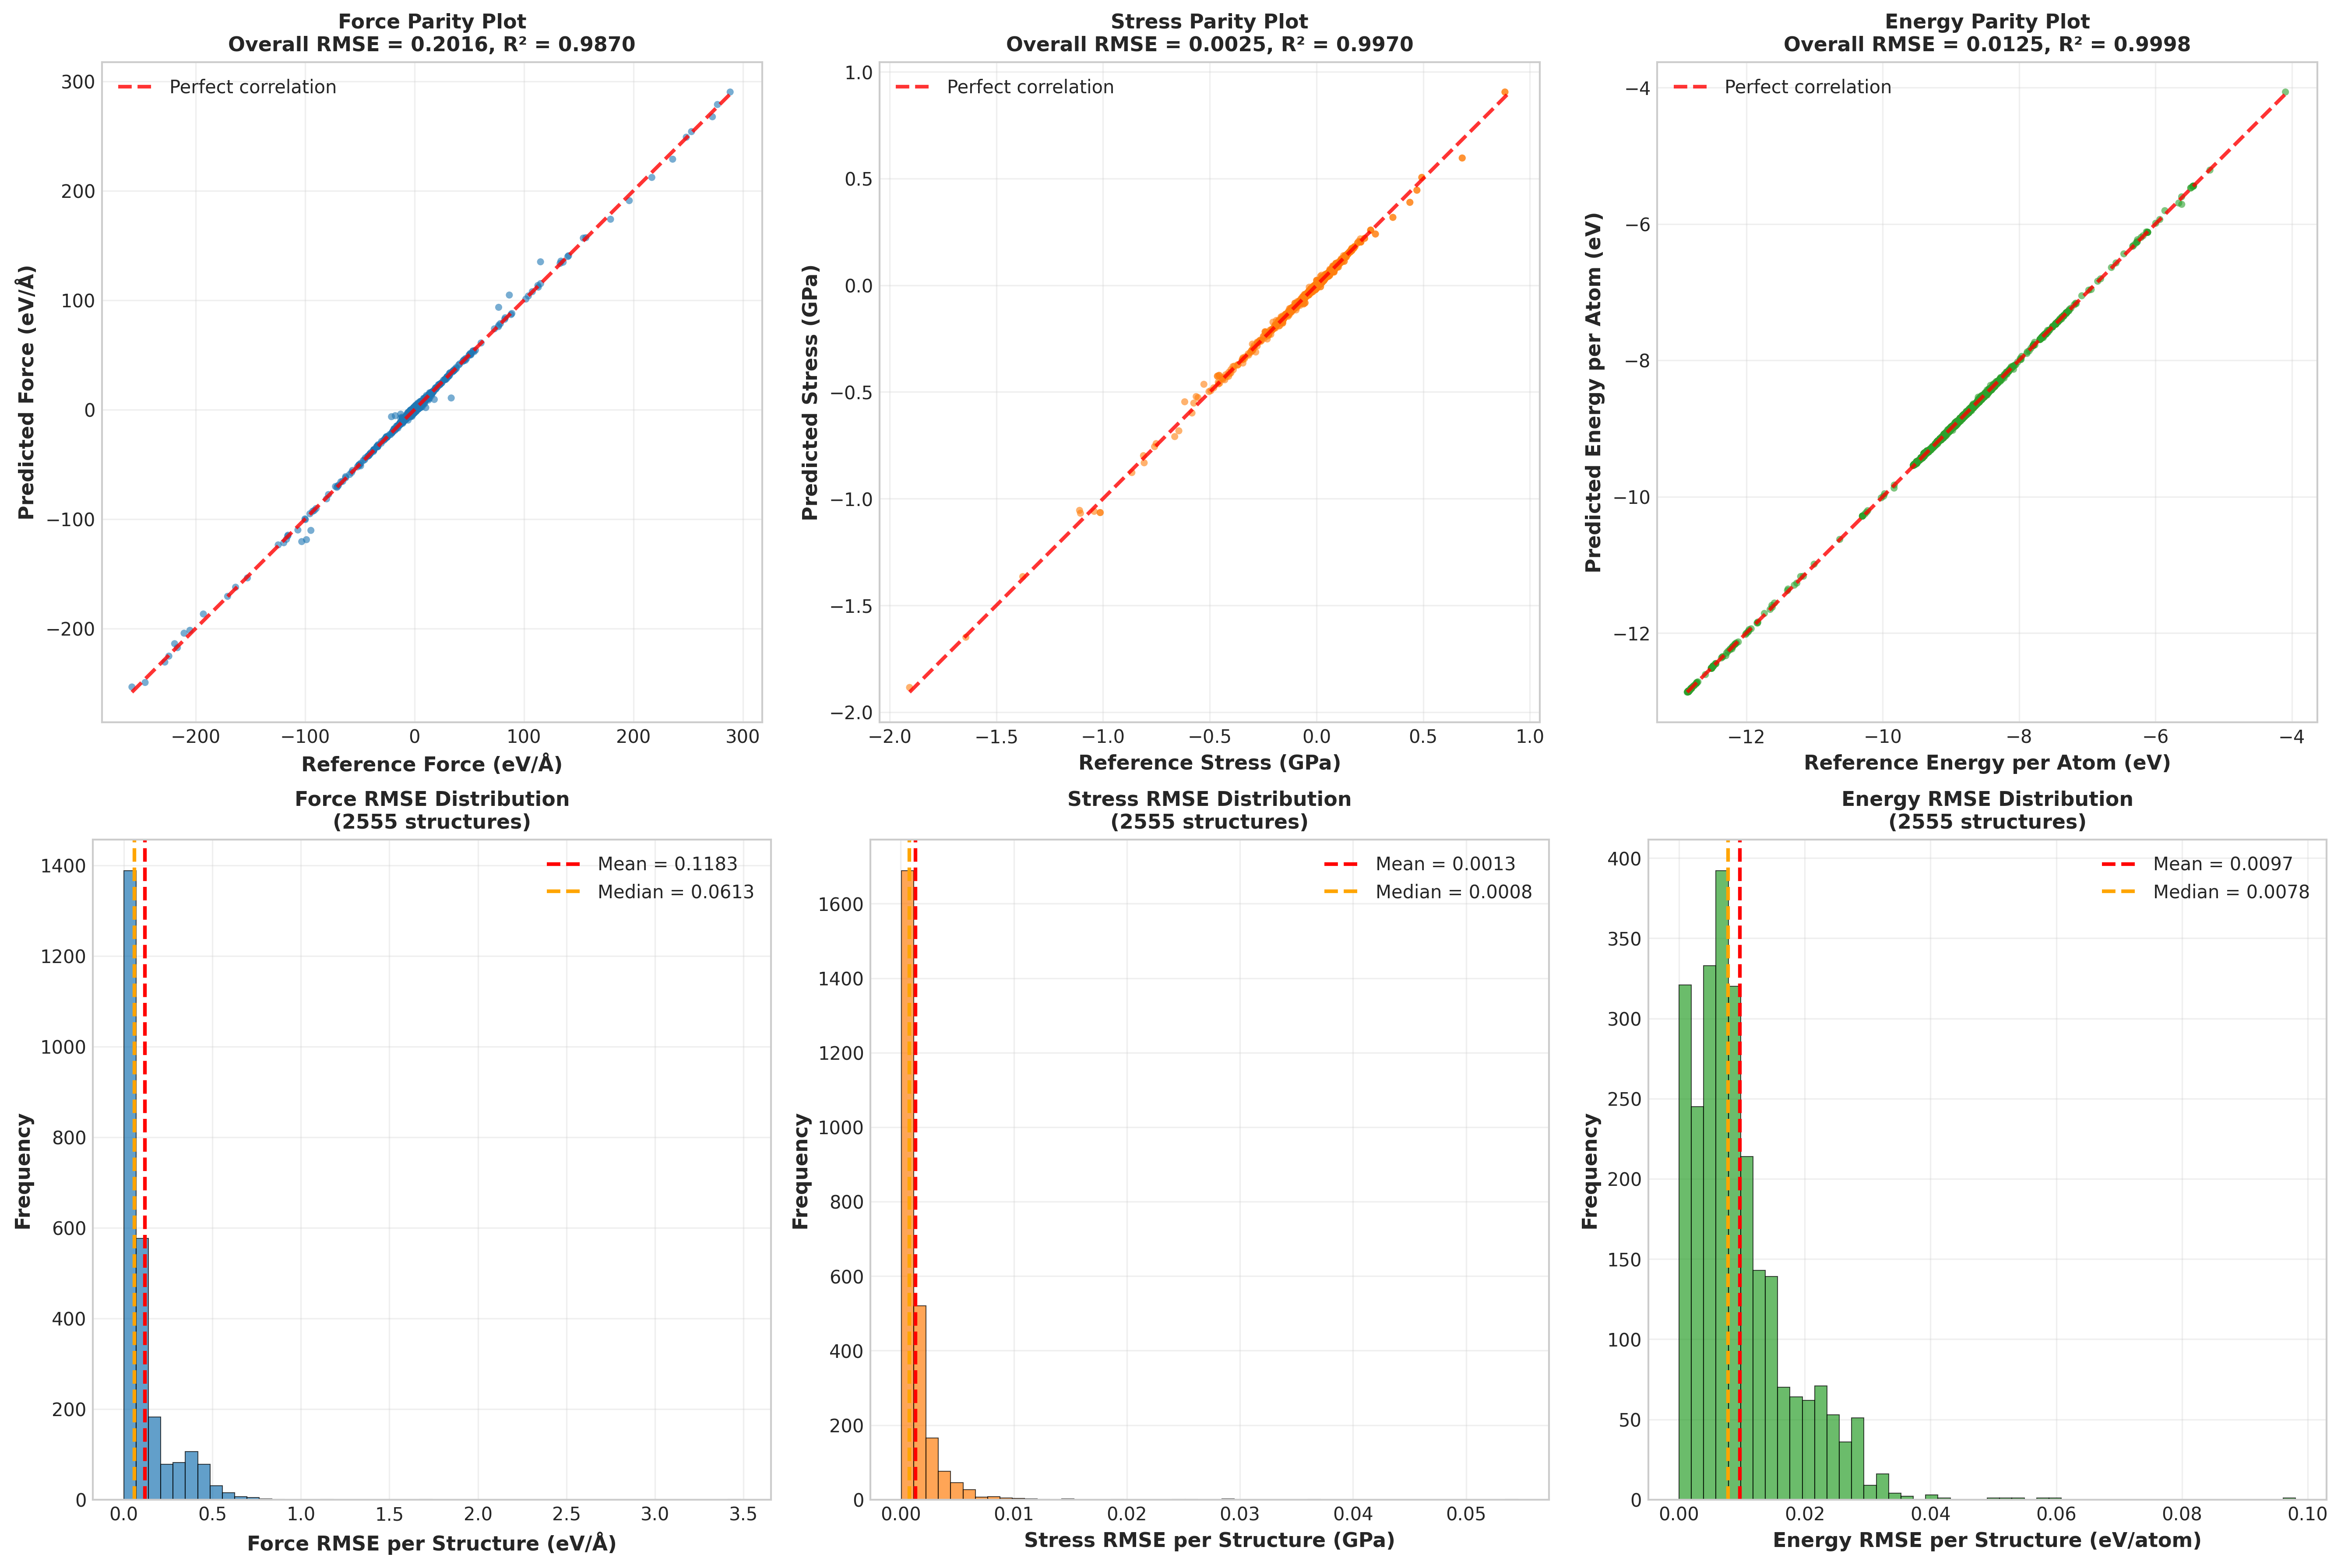 Force Parity Plot
Overall RMSE = 0.2016, R² = 0.9870
Perfect correlation
300
200
100
0
−100
−200
Predicted Force (eV/Å)
−200
−100
0
100
200
300
Reference Force (eV/Å)
Stress Parity Plot
Overall RMSE = 0.0025, R² = 0.9970
Perfect correlation
1.0
0.5
0.0
−0.5
−1.0
−1.5
−2.0
Predicted Stress (GPa)
−2.0
−1.5
−1.0
−0.5
0.0
0.5
1.0
Reference Stress (GPa)
Energy Parity Plot
Overall RMSE = 0.0125, R² = 0.9998
Perfect correlation
−4
−6
−8
−10
−12
Predicted Energy per Atom (eV)
−12
−10
−8
−6
−4
Reference Energy per Atom (eV)
Force RMSE Distribution
(2555 structures)
Mean = 0.1183
Median = 0.0613
1400
1200
1000
800
600
400
200
0
Frequency
0.0
0.5
1.0
1.5
2.0
2.5
3.0
3.5
Force RMSE per Structure (eV/Å)
Stress RMSE Distribution
(2555 structures)
Mean = 0.0013
Median = 0.0008
1600
1400
1200
1000
800
600
400
200
0
Frequency
0.00
0.01
0.02
0.03
0.04
0.05
Stress RMSE per Structure (GPa)
Energy RMSE Distribution
(2555 structures)
Mean = 0.0097
Median = 0.0078
400
350
300
250
200
150
100
50
0
Frequency
0.00
0.02
0.04
0.06
0.08
0.10
Energy RMSE per Structure (eV/atom)